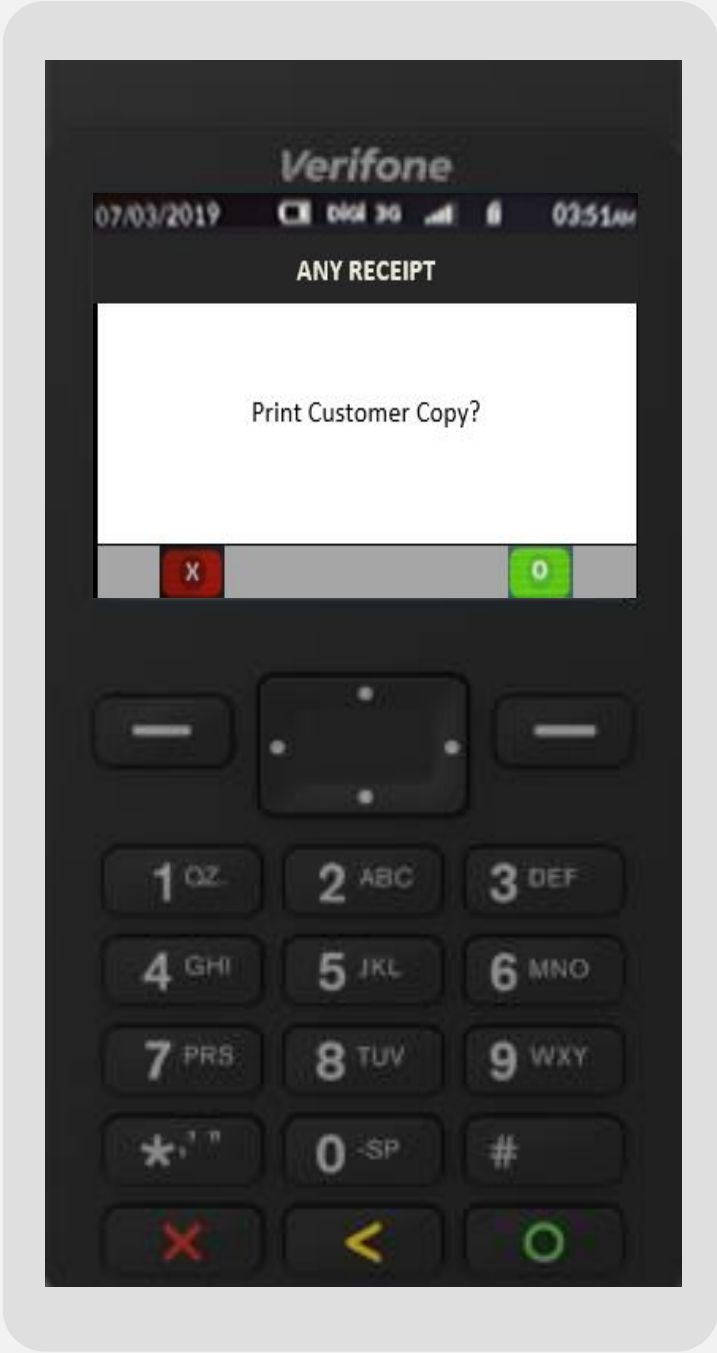 Verifone
07/03/2019 DIGI 3G 03:51AM
ANY RECEIPT
Print Customer Copy?
X O
1 QZ. 2 ABC 3 DEF
4 GHI 5 JKL 6 MNO
7 PRS 8 TUV 9 WXY
*,'" 0 -SP #
X < O